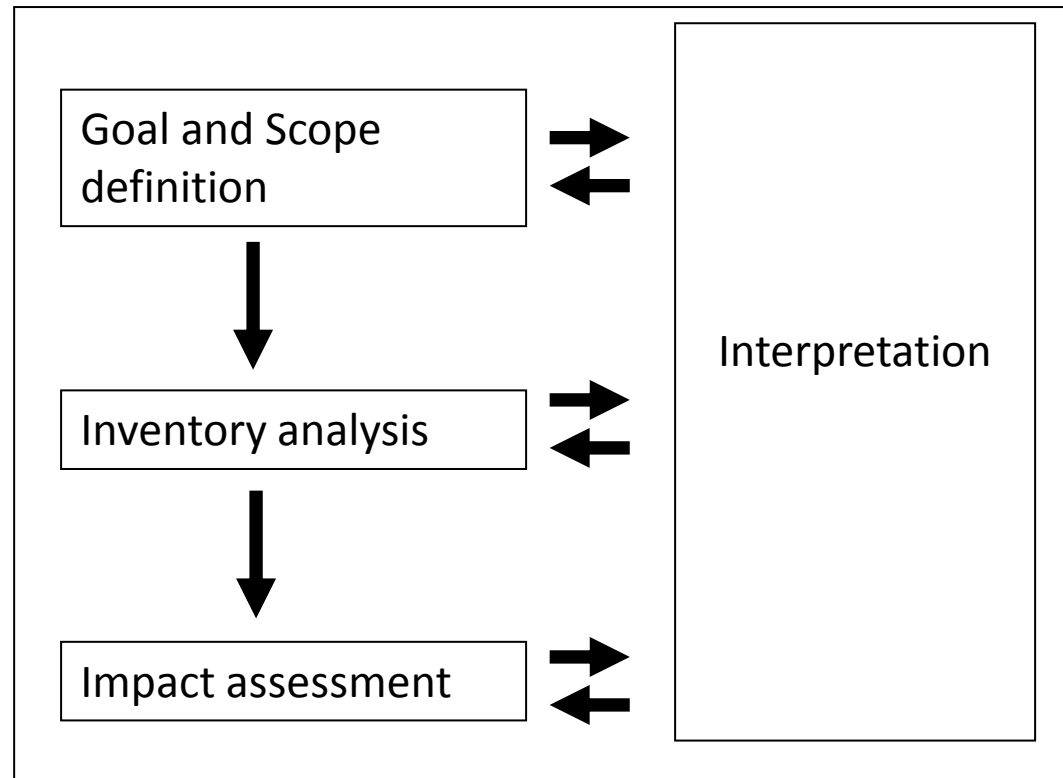 Goal and Scope
definition
Interpretation
Inventory analysis
Impact assessment